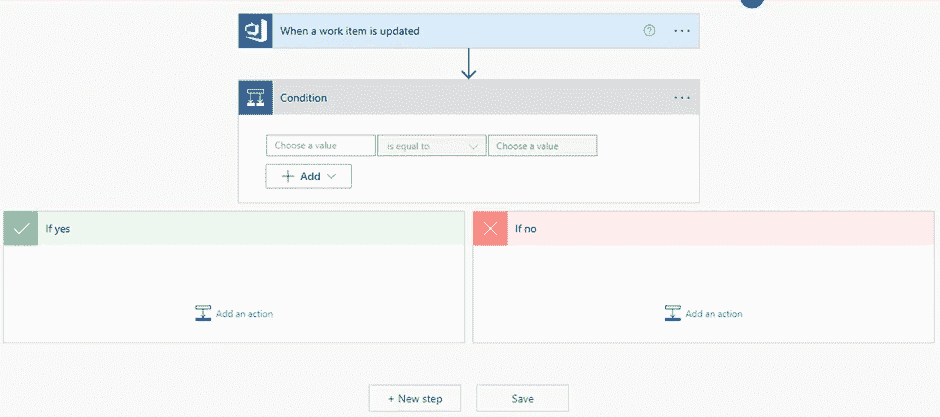 When a work item is updated
Condition
Choose a value is equal to Choose a value
+ Add
If yes If no
Add an action Add an action
+ New step Save